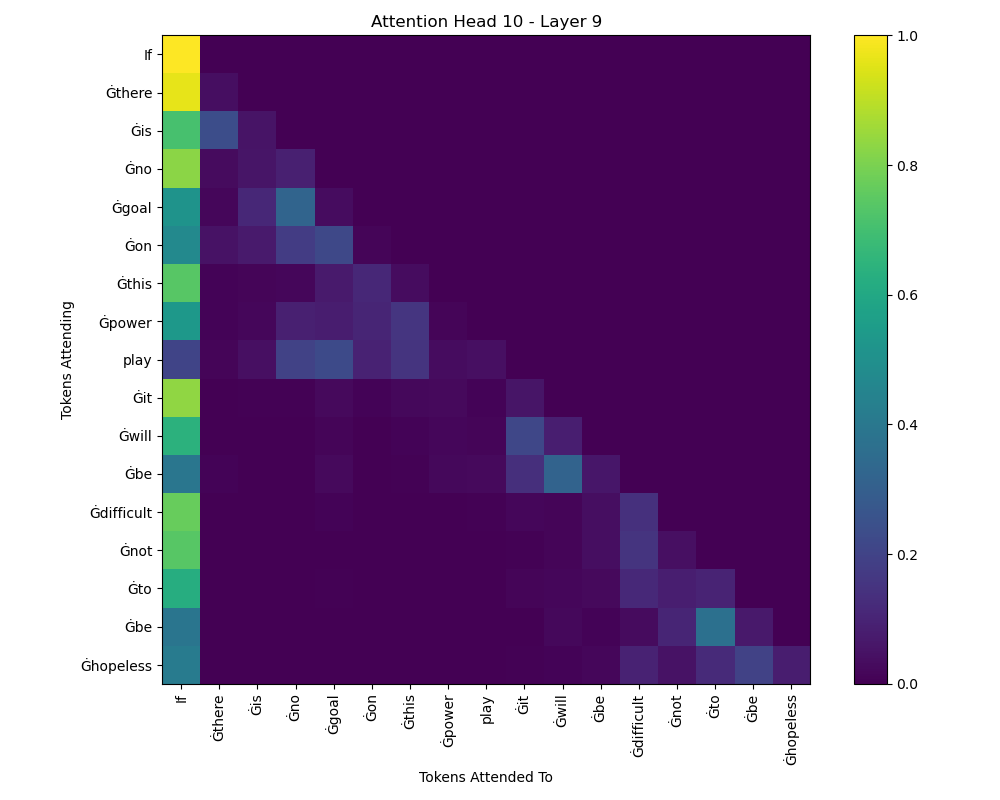 Attention Head 10 - Layer 9
Tokens Attending
If
Ġthere
Ġis
Ġno
Ġgoal
Ġon
Ġthis
Ġpower
play
Ġit
Ġwill
Ġbe
Ġdifficult
Ġnot
Ġto
Ġbe
Ġhopeless
If
Ġthere
Ġis
Ġno
Ġgoal
Ġon
Ġthis
Ġpower
play
Ġit
Ġwill
Ġbe
Ġdifficult
Ġnot
Ġto
Ġbe
Ġhopeless
Tokens Attended To
1.0
0.8
0.6
0.4
0.2
0.0